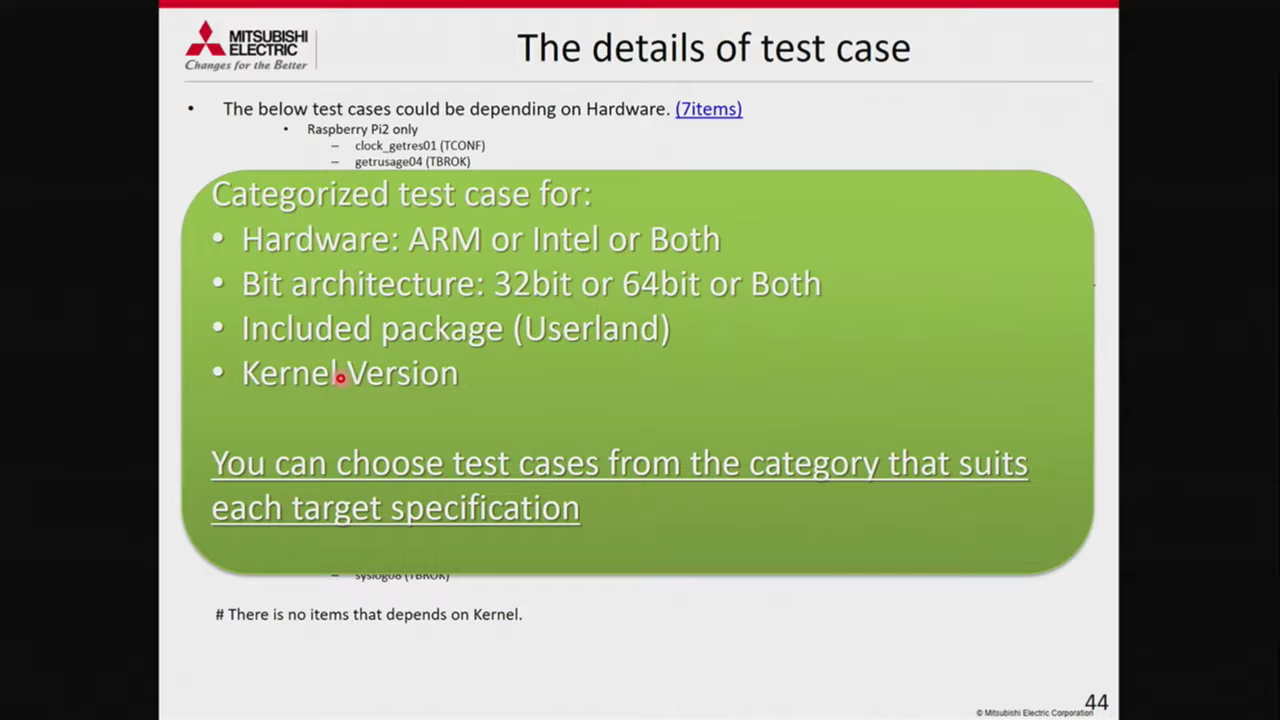 MITSUBISHI
ELECTRIC
Changes for the Better
The details of test case
• The below test cases could be depending on Hardware. (7items)
• Raspberry Pi2 only
– clock_getres01 (TCONF)
– getrusage04 (TBROK)
Categorized test case for:
• Hardware: ARM or Intel or Both
• Bit architecture: 32bit or 64bit or Both
• Included package (Userland)
• Kernel Version
You can choose test cases from the category that suits
each target specification
– syslog08 (TBROK)
# There is no items that depends on Kernel.
44
© Mitsubishi Electric Corporation